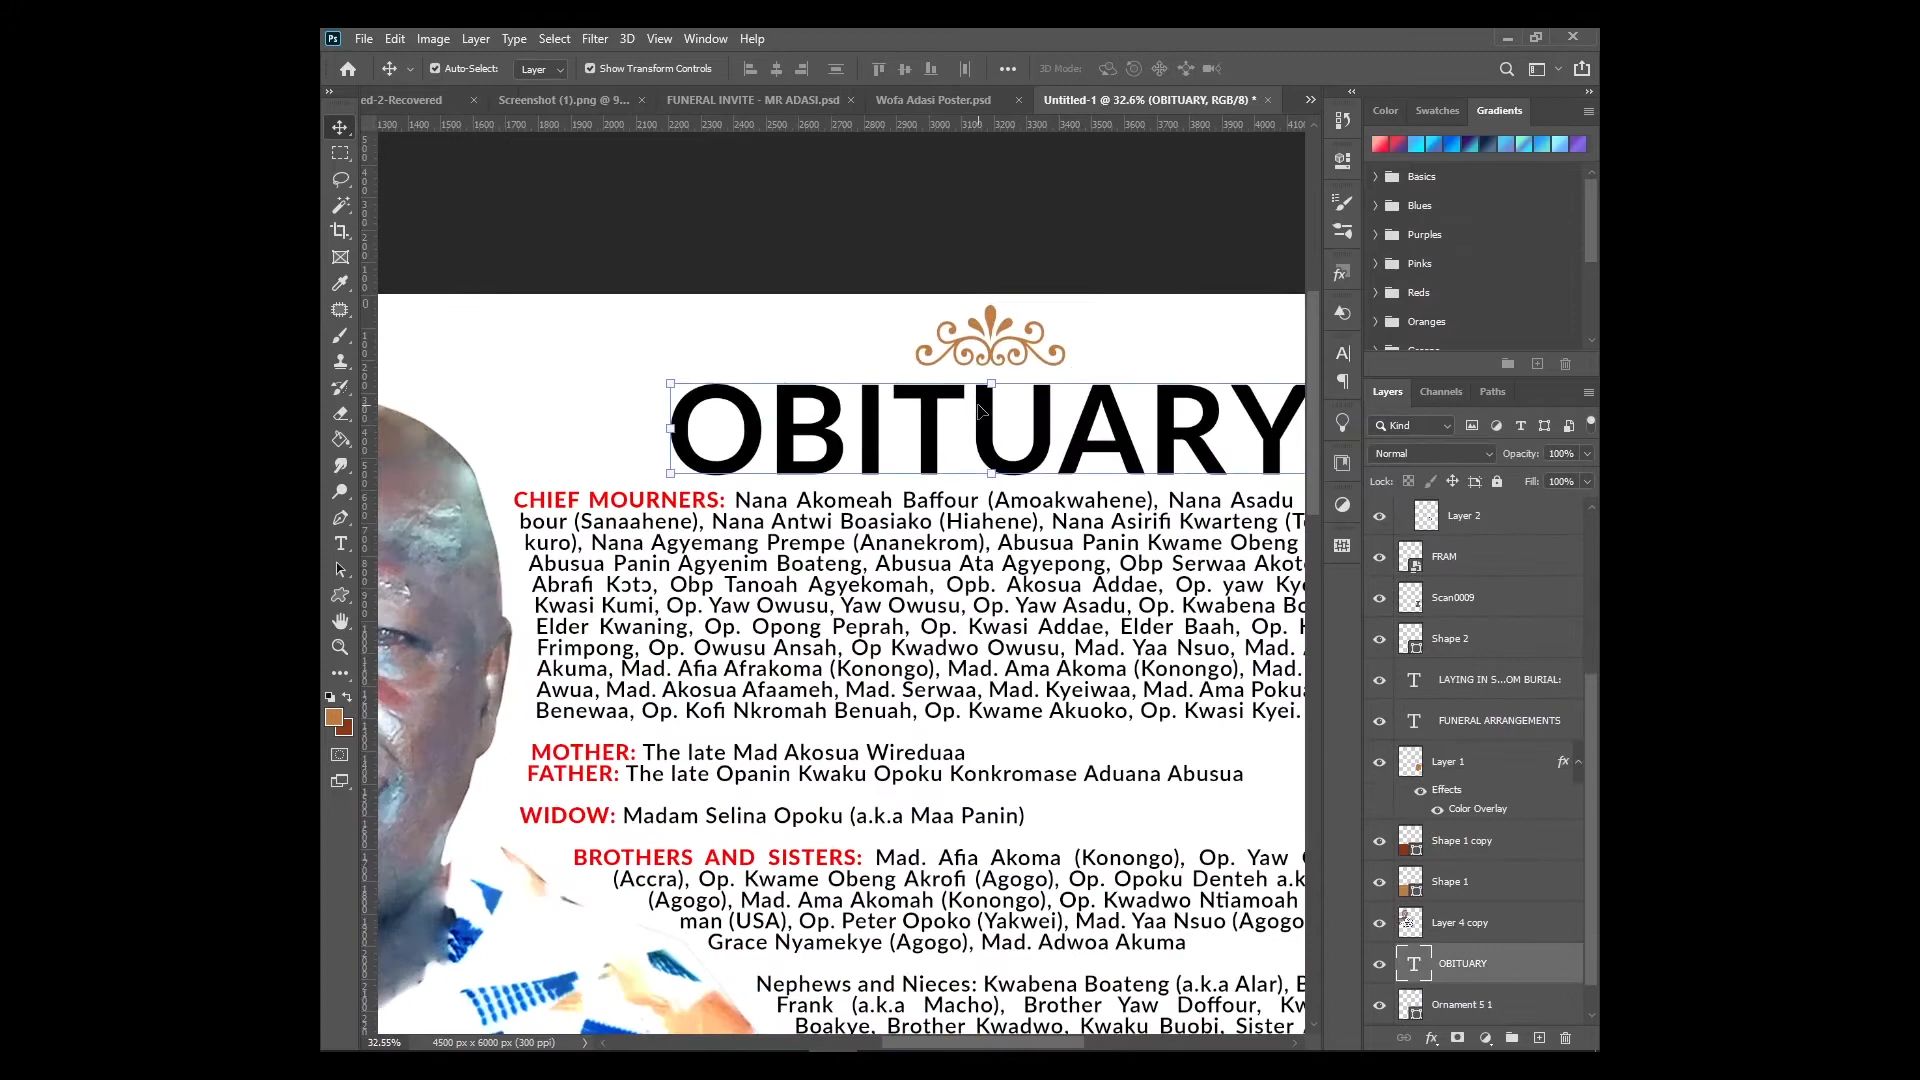 Ps File Edit Image Layer Type Select Filter 3D View Window Help
Auto-Select: Layer Show Transform Controls 3D Mode:
ed-2-Recovered Screenshot (1).png @ 9... FUNERAL INVITE - MR ADASI.psd Wofa Adasi Poster.psd Untitled-1 @ 32.6% (OBITUARY, RGB/8) *
1300 1400 1500 1600 1700 1800 1900 2000 2100 2200 2300 2400 2500 2600 2700 2800 2900 3000 3100 3200 3300 3400 3500 3600 3700 3800 3900 4000 4100
Color Swatches Gradients
Basics
Blues
Purples
Pinks
Reds
Oranges
OBITUARY
CHIEF MOURNERS: Nana Akomeah Baffour (Amoakwahene), Nana Asadu
bour (Sanaahene), Nana Antwi Boasiako (Hiahene), Nana Asirifi Kwarteng
kuro), Nana Agyemang Prempe (Ananekrom), Abusua Panin Kwame Obeng
Abusua Panin Agyenim Boateng, Abusua Ata Agyepong, Obp Serwaa
Abrafi Kɔtɔ, Obp Tanoah Agyekomah, Opb. Akosua Addae, Op. yaw
Kwasi Kumi, Op. Yaw Owusu, Yaw Owusu, Op. Yaw Asadu, Op. Kwabena
Elder Kwaning, Op. Opong Peprah, Op. Kwasi Addae, Elder Baah, Op.
Frimpong, Op. Owusu Ansah, Op Kwadwo Owusu, Mad. Yaa Nsuo, Mad.
Akuma, Mad. Afia Afrakoma (Konongo), Mad. Ama Akoma (Konongo), Mad.
Awua, Mad. Akosua Afaameh, Mad. Serwaa, Mad. Kyeiwaa, Mad. Ama
Benewaa, Op. Kofi Nkromah Benuah, Op. Kwame Akuoko, Op. Kwasi Kyei.
MOTHER: The late Mad Akosua Wireduaa
FATHER: The late Opanin Kwaku Opoku Konkromase Aduana Abusua
WIDOW: Madam Selina Opoku (a.k.a Maa Panin)
BROTHERS AND SISTERS: Mad. Afia Akoma (Konongo), Op. Yaw
(Accra), Op. Kwame Obeng Akrofi (Agogo), Op. Opoku Denteh
(Agogo), Mad. Ama Akomah (Konongo), Op. Kwadwo Ntiamoah
man (USA), Op. Peter Opoko (Yakwei), Mad. Yaa Nsuo (Agogo
Grace Nyamekye (Agogo), Mad. Adwoa Akuma
Nephews and Nieces: Kwabena Boateng (a.k.a Alar),
Frank (a.k.a Macho), Brother Yaw Doffour,
Boakye, Brother Kwadwo, Kwaku Buobi, Sister
Layers Channels Paths
Kind
Normal Opacity: 100%
Lock: Fill: 100%
Layer 2
FRAM
Scan0009
Shape 2
LAYING IN S...OM BURIAL:
FUNERAL ARRANGEMENTS
Layer 1 fx
Effects
Color Overlay
Shape 1 copy
Shape 1
Layer 4 copy
OBITUARY
Ornament 5 1
32.55% 4500 px x 6000 px (300 ppi)